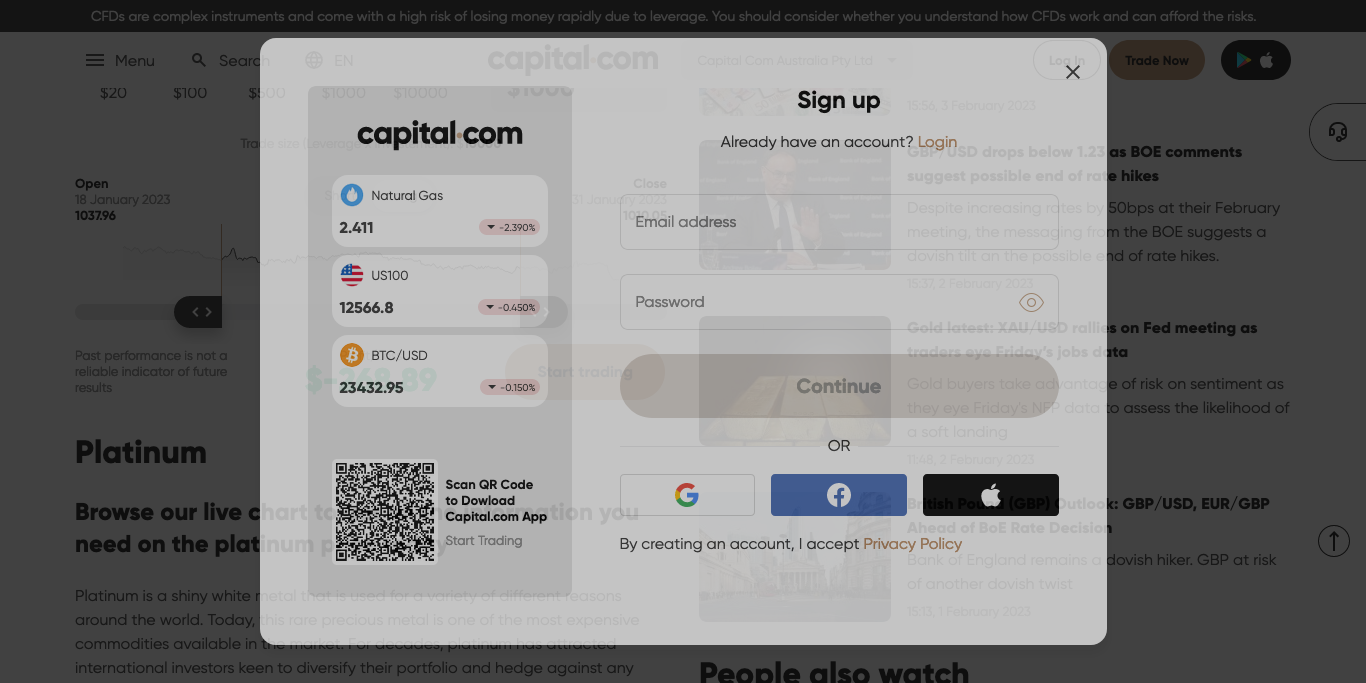 CFDs are complex instruments and come with a high risk of losing money rapidly due to leverage. You should consider whether you understand how CFDs work and can afford the risks.
Menu
Search
EN
capital.com
Capital Com Australia Pty Ltd
Log In
Trade Now
$20
$100
$500
$1000
$10000
$1000
Open
18 January 2023
1037.96
Close
31 January 2023
1010.05
Past performance is not a
reliable indicator of future
results
$-268.89
Start trading
Platinum
Browse our live chart to information you
need on the platinum
Platinum is a shiny white metal that is used for a variety of different reasons
around the world. Today, this rare precious metal is one of the most expensive
commodities available in the market. For decades, platinum has attracted
international investors keen to diversify their portfolio and hedge against any
15:56, 3 February 2023
GBP/USD drops below 1.23 as BOE comments
suggest possible end of rate hikes
Despite increasing rates by 50bps at their February
meeting, the messaging from the BOE suggests a
dovish tilt an the possible end of rate hikes.
15:37, 2 February 2023
Gold latest: XAU/USD rallies on Fed meeting as
traders eye Friday's jobs data
Gold buyers take advantage of risk on sentiment as
they eye Friday's NFP data to assess the likelihood of
a soft landing
11:48, 2 February 2023
British Pound (GBP) Outlook: GBP/USD, EUR/GBP
Ahead of BoE Rate Decision
Bank of England remains a dovish hiker. GBP at risk
of another dovish twist
15:13, 1 February 2023
People also watch
capital.com
Natural Gas
2.411
-2.390%
US100
12566.8
-0.450%
BTC/USD
23432.95
-0.150%
Scan QR Code
to Dowload
Capital.com App
Start Trading
Sign up
Already have an account? Login
Email address
Password
Continue
OR
By creating an account, I accept Privacy Policy